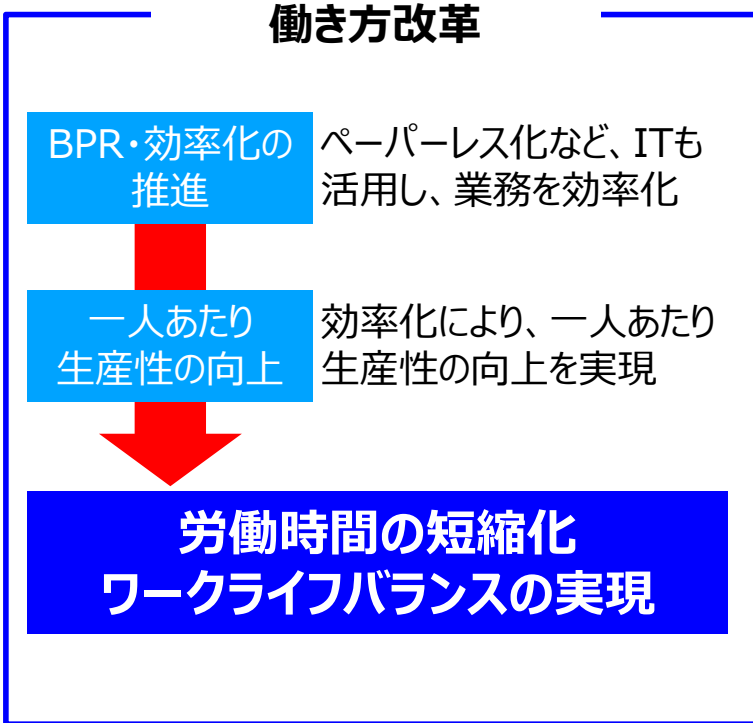 働き方改革
BPR・効率化の
推進
ペーパーレス化など、ITも
活用し、業務を効率化
一人あたり
生産性の向上
効率化により、一人あたり
生産性の向上を実現
労働時間の短縮化
ワークライフバランスの実現